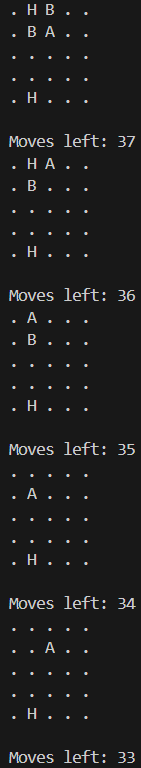 . H B . .
. B A . .
. . . . .
. . . . .
. H . . .
Moves left: 37
. H A . .
. B . . .
. . . . .
. . . . .
. H . . .
Moves left: 36
. A . . .
. B . . .
. . . . .
. . . . .
. H . . .
Moves left: 35
. . . . .
. A . . .
. . . . .
. . . . .
. H . . .
Moves left: 34
. . . . .
. . A . .
. . . . .
. . . . .
. H . . .
Moves left: 33